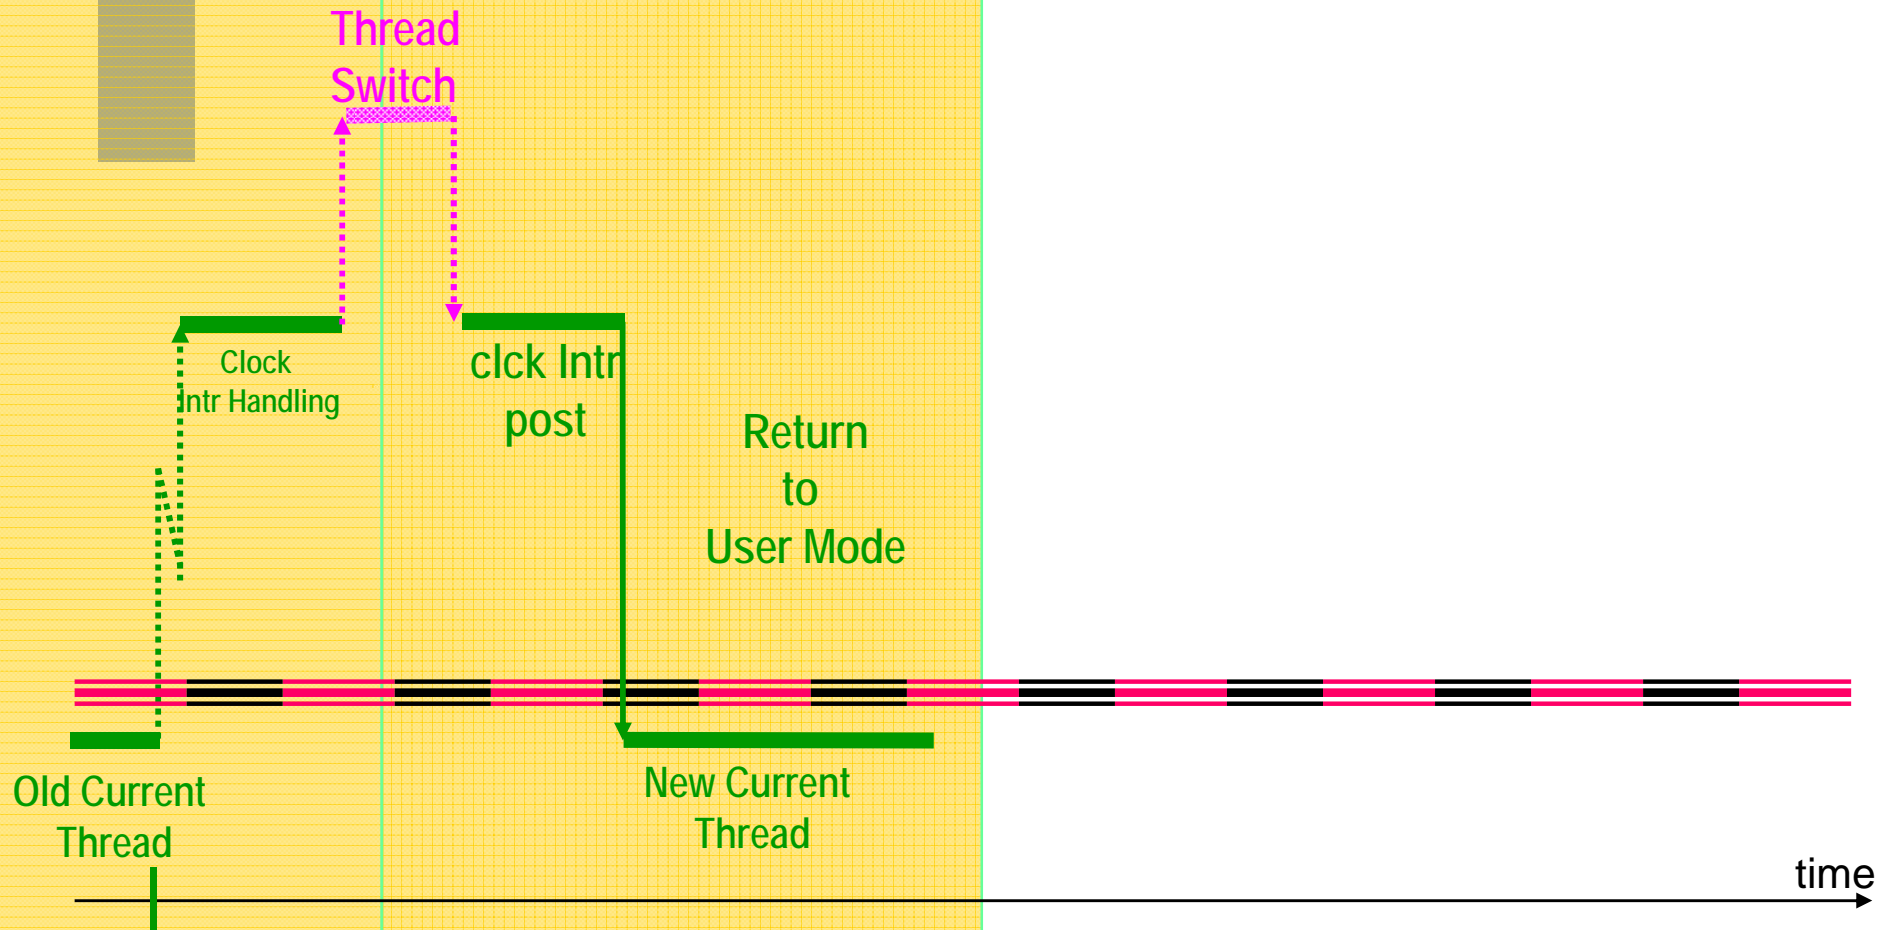 Thread
Switch
Clock
Intr Handling
clck Intr
post
Return
to
User Mode
Old Current
Thread
New Current
Thread
time